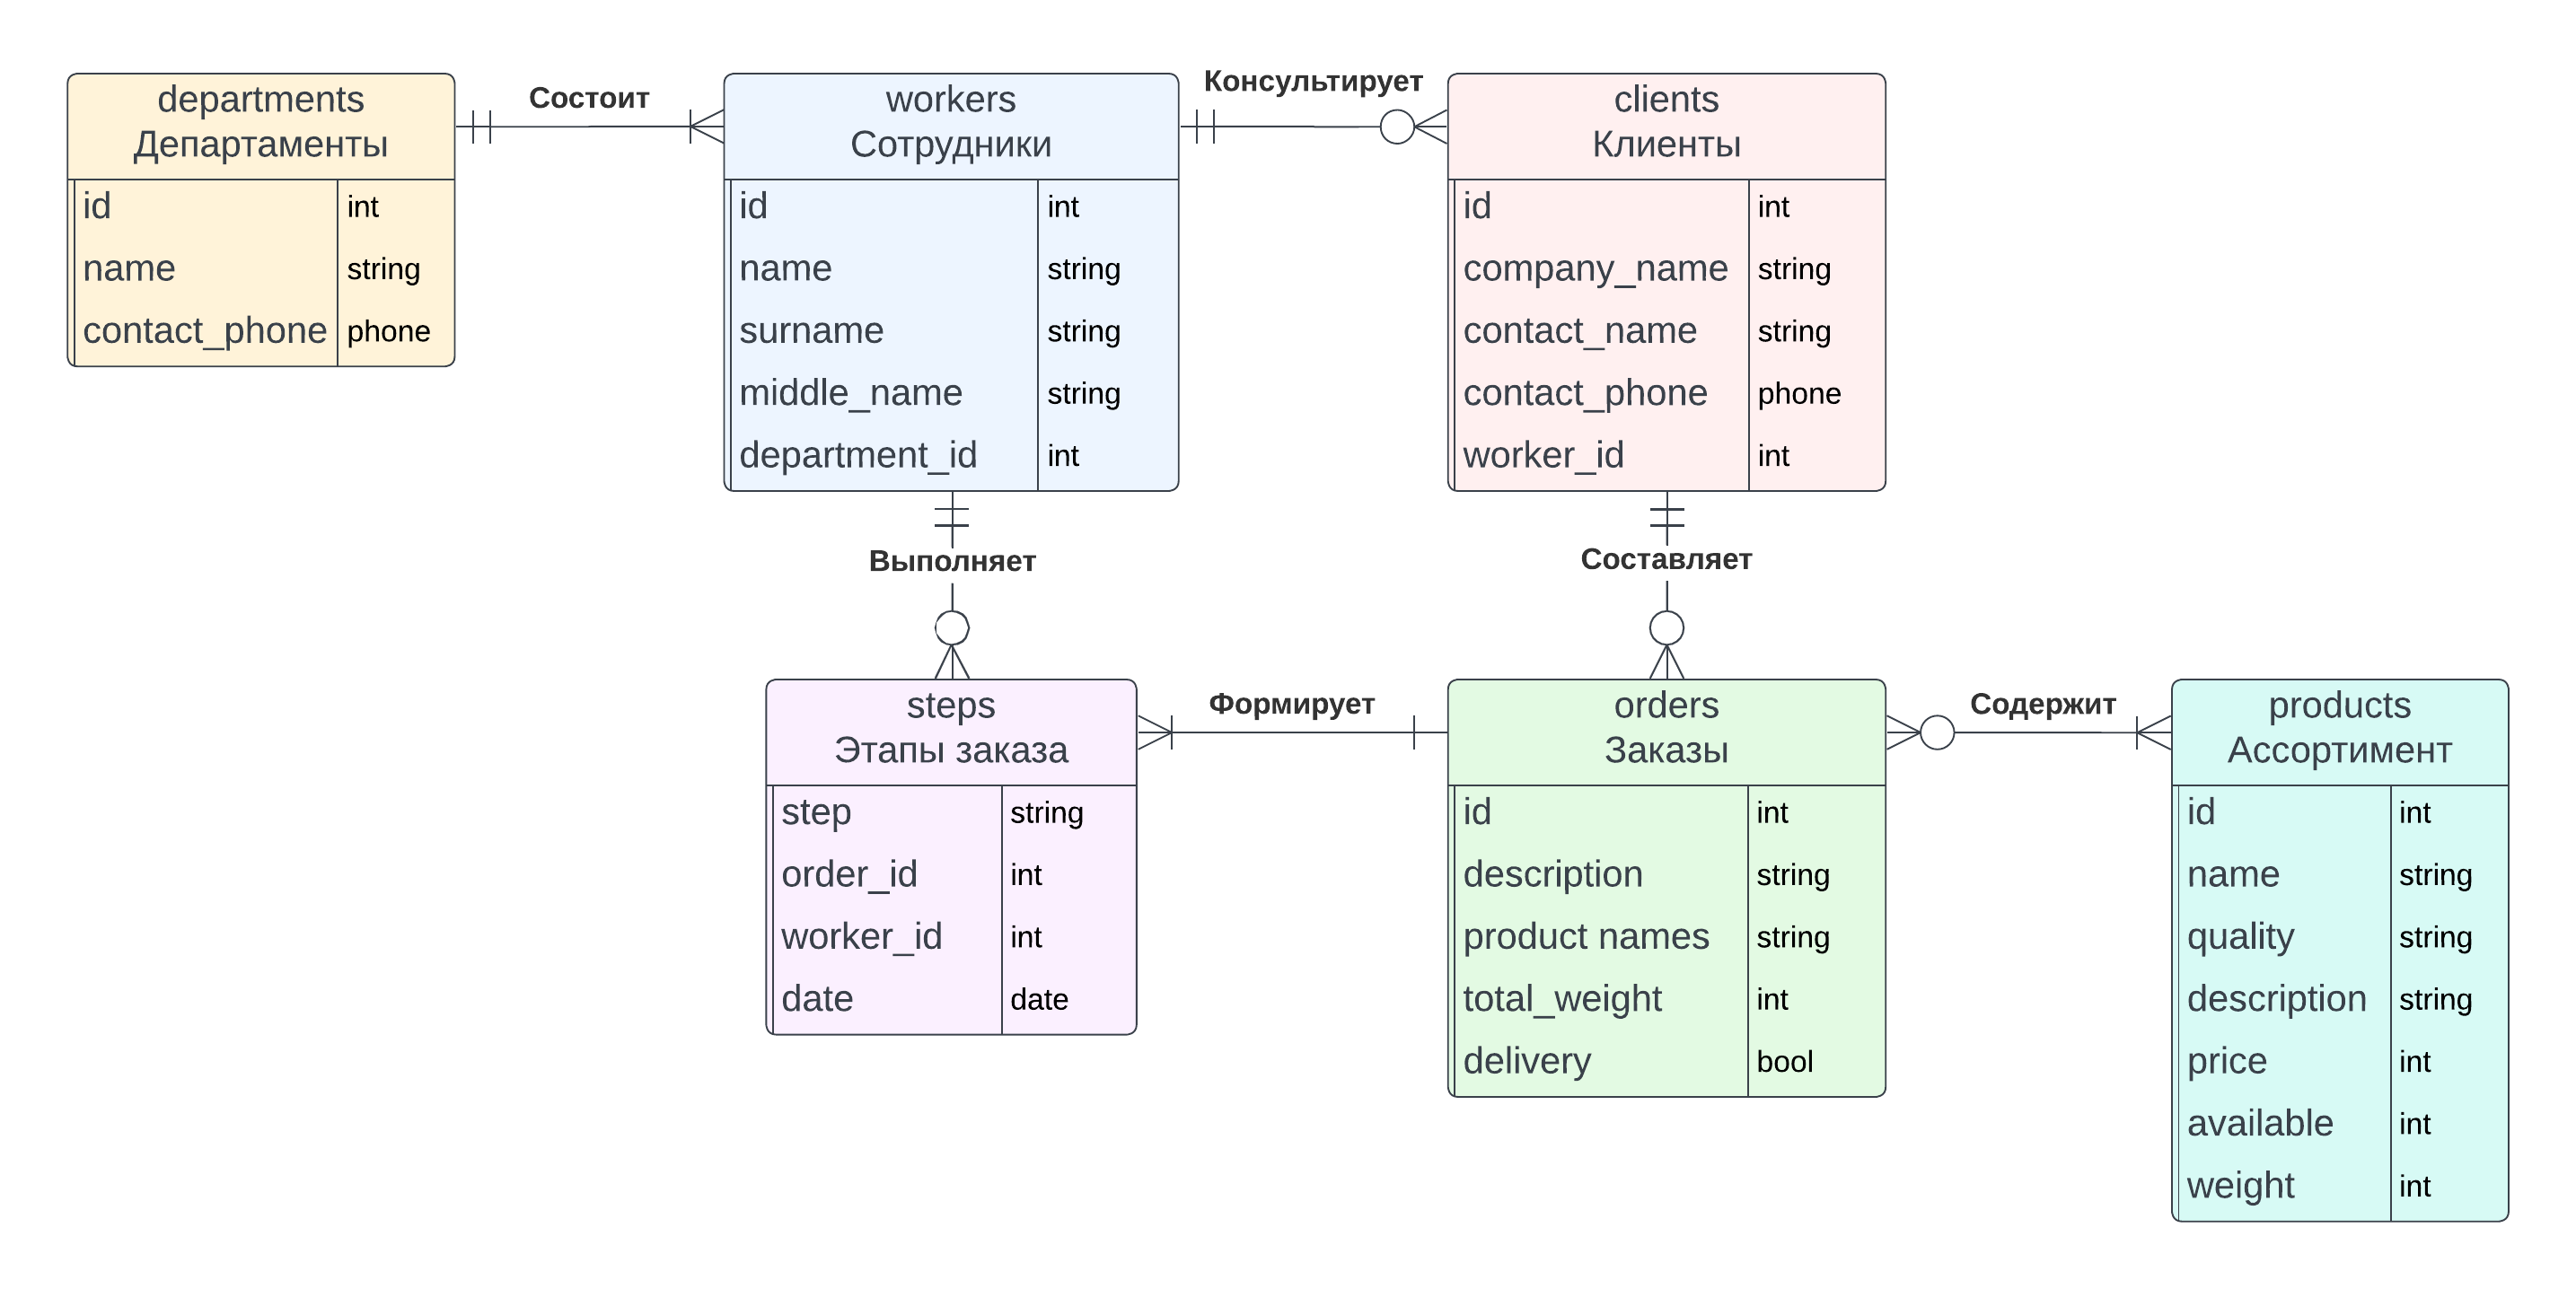 departments
Департаменты
id int
name string
contact_phone phone
Состоит
workers
Сотрудники
id int
name string
surname string
middle_name string
department_id int
Консультирует
clients
Клиенты
id int
company_name string
contact_name string
contact_phone phone
worker_id int
Выполняет
Составляет
steps
Этапы заказа
step string
order_id int
worker_id int
date date
Формирует
orders
Заказы
id int
description string
product names string
total_weight int
delivery bool
Содержит
products
Ассортимент
id int
name string
quality string
description string
price int
available int
weight int